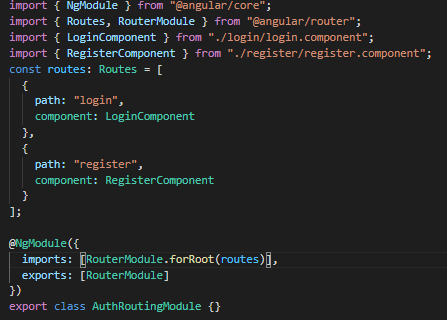 import { NgModule } from "@angular/core";
import { Routes, RouterModule } from "@angular/router";
import { LoginComponent } from "./login/login.component";
import { RegisterComponent } from "./register/register.component";
const routes: Routes = [
  {
    path: "login",
    component: LoginComponent
  },
  {
    path: "register",
    component: RegisterComponent
  }
];

@NgModule({
  imports: [RouterModule.forRoot(routes)],
  exports: [RouterModule]
})
export class AuthRoutingModule {}